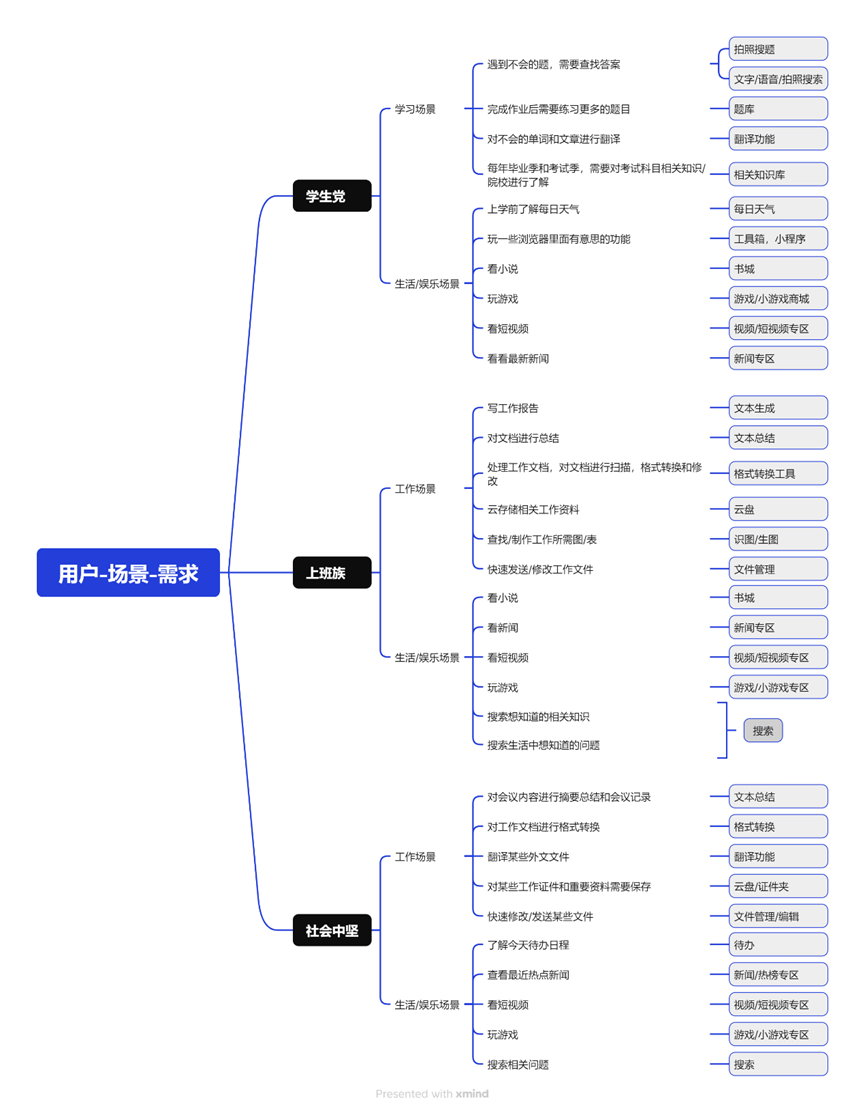 用户-场景-需求
学生党
学习场景
遇到不会的题，需要查找答案
拍照搜题
文字/语音/拍照搜索
完成作业后需要练习更多的题目
题库
对不会的单词和文章进行翻译
翻译功能
每年毕业季和考试季，需要对考试科目相关知识/
院校进行了解
相关知识库
生活/娱乐场景
上学前了解每日天气
每日天气
玩一些浏览器里面有意思的功能
工具箱，小程序
看小说
书城
玩游戏
游戏/小游戏商城
看短视频
视频/短视频专区
看看最新新闻
新闻专区
上班族
工作场景
写工作报告
文本生成
对文档进行总结
文本总结
处理工作文档，对文档进行扫描，格式转换和修
改
格式转换工具
云存储相关工作资料
云盘
查找/制作工作所需图/表
识图/生图
快速发送/修改工作文件
文件管理
生活/娱乐场景
看小说
书城
看新闻
新闻专区
看短视频
视频/短视频专区
玩游戏
游戏/小游戏专区
搜索想知道的相关知识
搜索生活中想知道的问题
搜索
社会中坚
工作场景
对会议内容进行摘要总结和会议记录
文本总结
对工作文档进行格式转换
格式转换
翻译某些外文文件
翻译功能
对某些工作证件和重要资料需要保存
云盘/证件夹
快速修改/发送某些文件
文件管理/编辑
生活/娱乐场景
了解今天待办日程
待办
查看最近热点新闻
新闻/热榜专区
看短视频
视频/短视频专区
玩游戏
游戏/小游戏专区
搜索相关问题
搜索
Presented with xmind